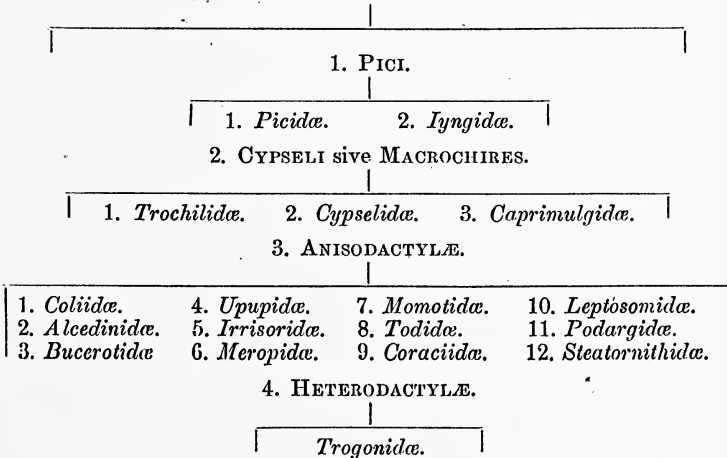 1. PICI.
1. Picidæ. 2. Iyngidæ.
2. CYPSELI sive MACROCHIRES.
1. Trochilidæ. 2. Cypselidæ. 3. Caprimulgidæ.
3. ANISODACTYLÆ.
1. Coliidæ. 4. Upupidæ. 7. Momotidæ. 10. Leptosomidæ.
2. Alcedinidæ. 5. Irrisoridæ. 8. Todidæ. 11. Podargidæ.
3. Bucerotidæ 6. Meropidæ. 9. Coraciidæ. 12. Steatornithidæ.
4. HETERODACTYLÆ.
Trogonidæ.